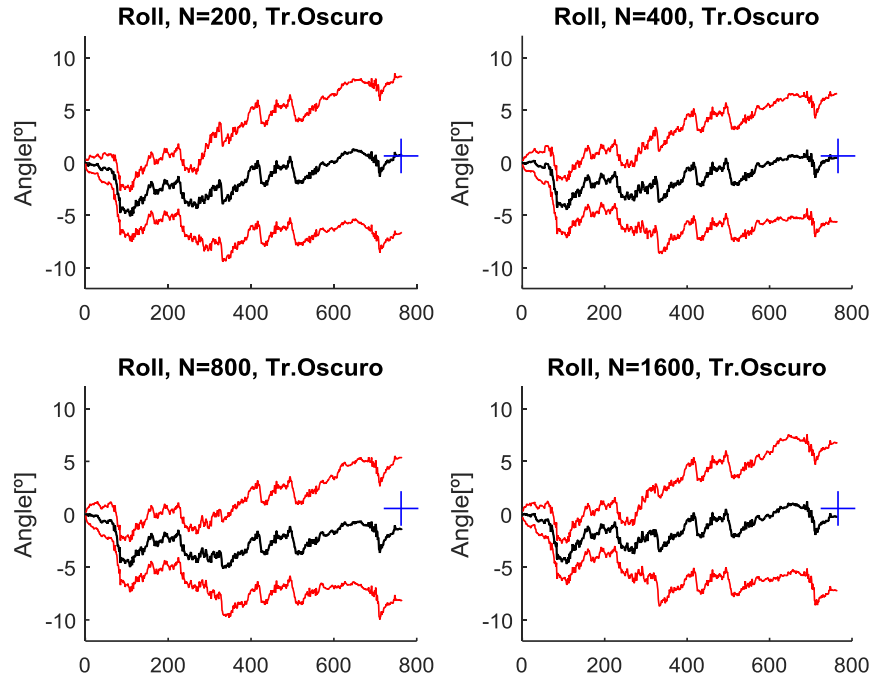 Roll, N=200, Tr.Oscuro
Roll, N=400, Tr.Oscuro
10
5
0
-5
-10
Angle[º]
0 200 400 600 800
10
5
0
-5
-10
Angle[º]
0 200 400 600 800
Roll, N=800, Tr.Oscuro
Roll, N=1600, Tr.Oscuro
10
5
0
-5
-10
Angle[º]
0 200 400 600 800
10
5
0
-5
-10
Angle[º]
0 200 400 600 800